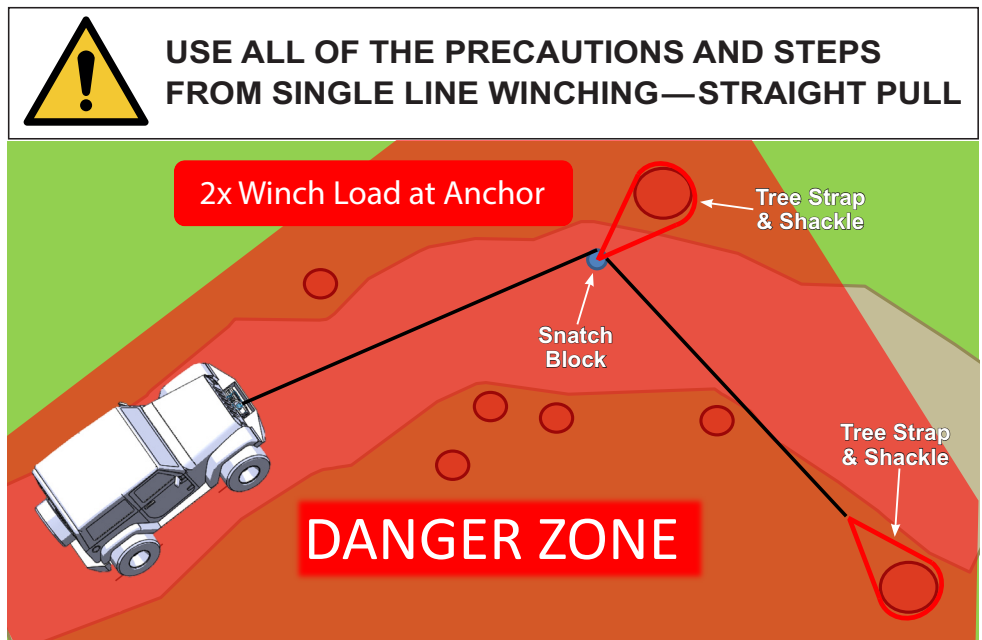 USE ALL OF THE PRECAUTIONS AND STEPS
FROM SINGLE LINE WINCHING—STRAIGHT PULL
2x Winch Load at Anchor
Tree Strap
& Shackle
Snatch
Block
Tree Strap
& Shackle
DANGER ZONE